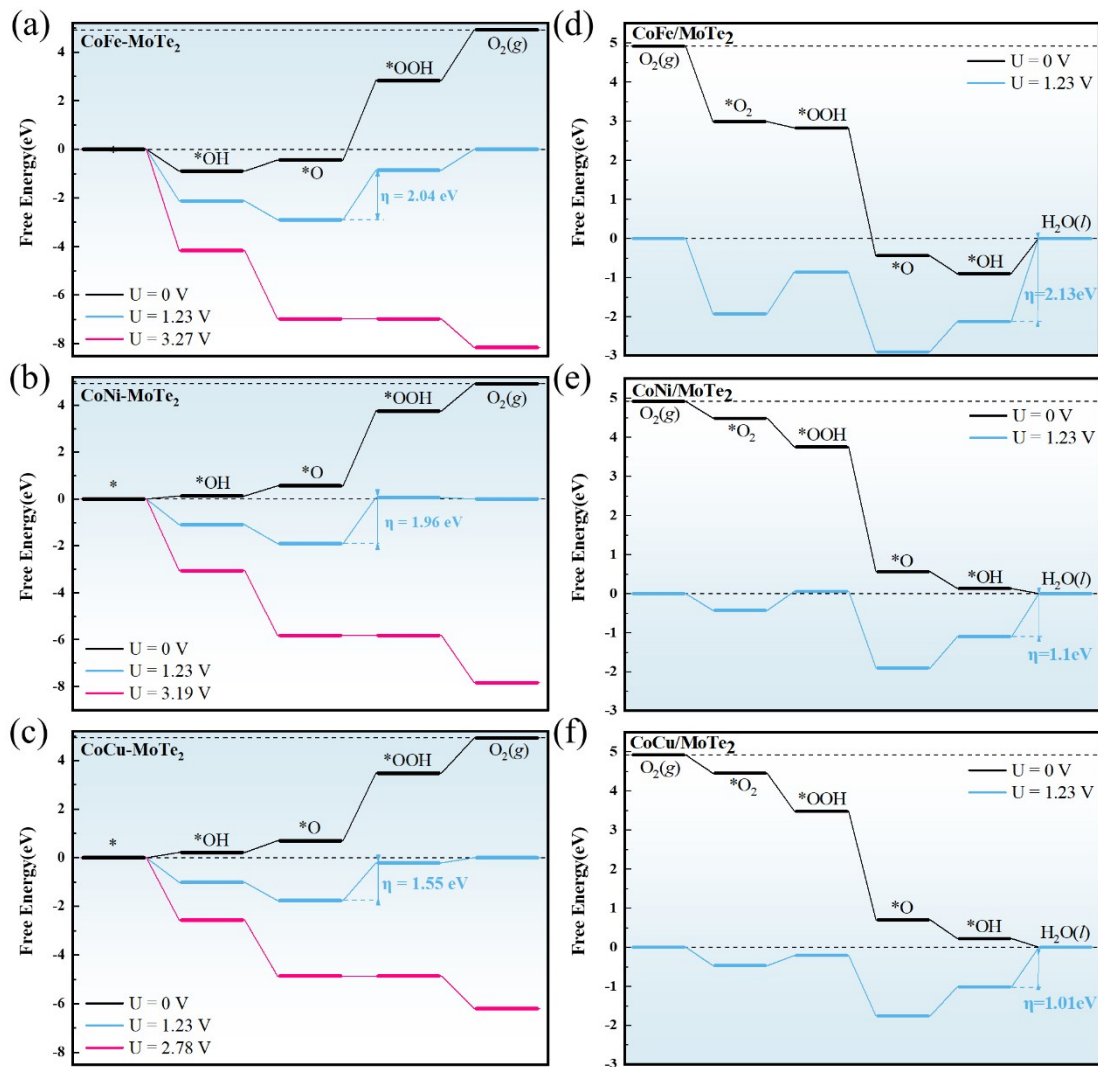 (a)
CoFe-MoTe2
Free Energy(eV)
4
2
0
-2
-4
-6
-8
*OH
*O
*OOH
O2(g)
η = 2.04 eV
U = 0 V
U = 1.23 V
U = 3.27 V
(b)
CoNi-MoTe2
Free Energy(eV)
4
2
0
-2
-4
-6
-8
*
*OH
*O
*OOH
O2(g)
η = 1.96 eV
U = 0 V
U = 1.23 V
U = 3.19 V
(c)
CoCu-MoTe2
Free Energy(eV)
4
2
0
-2
-4
-6
-8
*
*OH
*O
*OOH
O2(g)
η = 1.55 eV
U = 0 V
U = 1.23 V
U = 2.78 V
(d)
CoFe/MoTe2
Free Energy(eV)
5
4
3
2
1
0
-1
-2
-3
O2(g)
*O2
*OOH
*O
*OH
H2O(l)
U = 0 V
U = 1.23 V
η=2.13eV
(e)
CoNi/MoTe2
Free Energy(eV)
5
4
3
2
1
0
-1
-2
-3
O2(g)
*O2
*OOH
*O
*OH
H2O(l)
U = 0 V
U = 1.23 V
η=1.1eV
(f)
CoCu/MoTe2
Free Energy(eV)
5
4
3
2
1
0
-1
-2
-3
O2(g)
*O2
*OOH
*O
*OH
H2O(l)
U = 0 V
U = 1.23 V
η=1.01eV